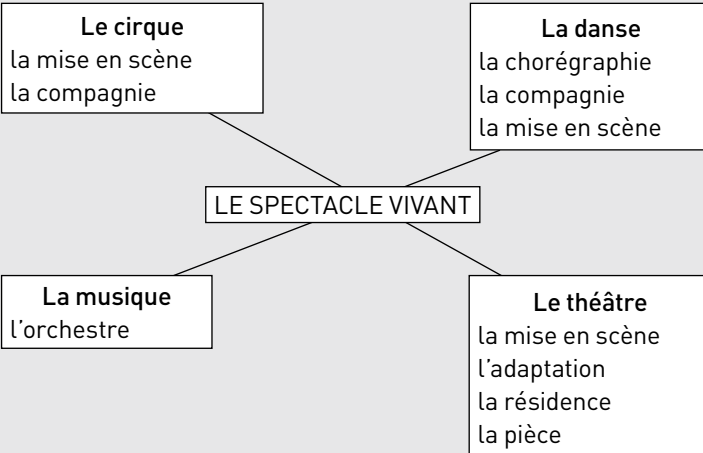 Le cirque
la mise en scène
la compagnie
La danse
la chorégraphie
la compagnie
la mise en scène
LE SPECTACLE VIVANT
La musique
l’orchestre
Le théâtre
la mise en scène
l’adaptation
la résidence
la pièce